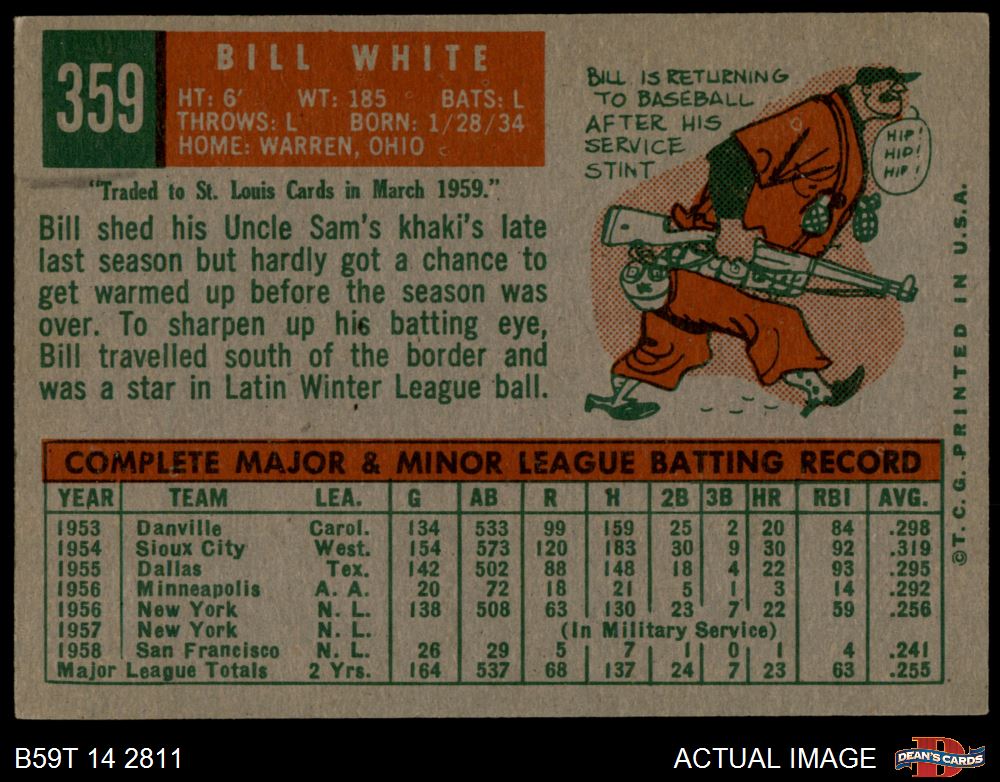 359
BILL WHITE
HT: 6' WT: 185 BATS: L
THROWS: L BORN: 1/28/34
HOME: WARREN, OHIO
"Traded to St. Louis Cards in March 1959."
Bill shed his Uncle Sam's khaki's late
last season but hardly got a chance to
get warmed up before the season was
over. To sharpen up his batting eye,
Bill travelled south of the border and
was a star in Latin Winter League ball.
BILL IS RETURNING
TO BASEBALL
AFTER HIS
SERVICE
STINT
HIP!
HIP!
HIP!
COMPLETE MAJOR & MINOR LEAGUE BATTING RECORD
YEAR TEAM LEA. G AB R H 2B 3B HR RBI AVG.
1953 Danville Carol. 134 533 99 159 25 2 20 84 .298
1954 Sioux City West. 154 573 120 183 30 9 30 92 .319
1955 Dallas Tex. 142 502 88 148 18 4 22 93 .295
1956 Minneapolis A. A. 20 72 18 21 5 1 3 14 .292
1956 New York N. L. 138 508 63 130 23 7 22 59 .256
1957 New York N. L. (In Military Service)
1958 San Francisco N. L. 26 29 5 7 1 0 1 4 .241
Major League Totals 2 Yrs. 164 537 68 137 24 7 23 63 .255
© T. C. G. PRINTED IN U.S.A.
B59T 14 2811
ACTUAL IMAGE
D
DEAN'S CARDS